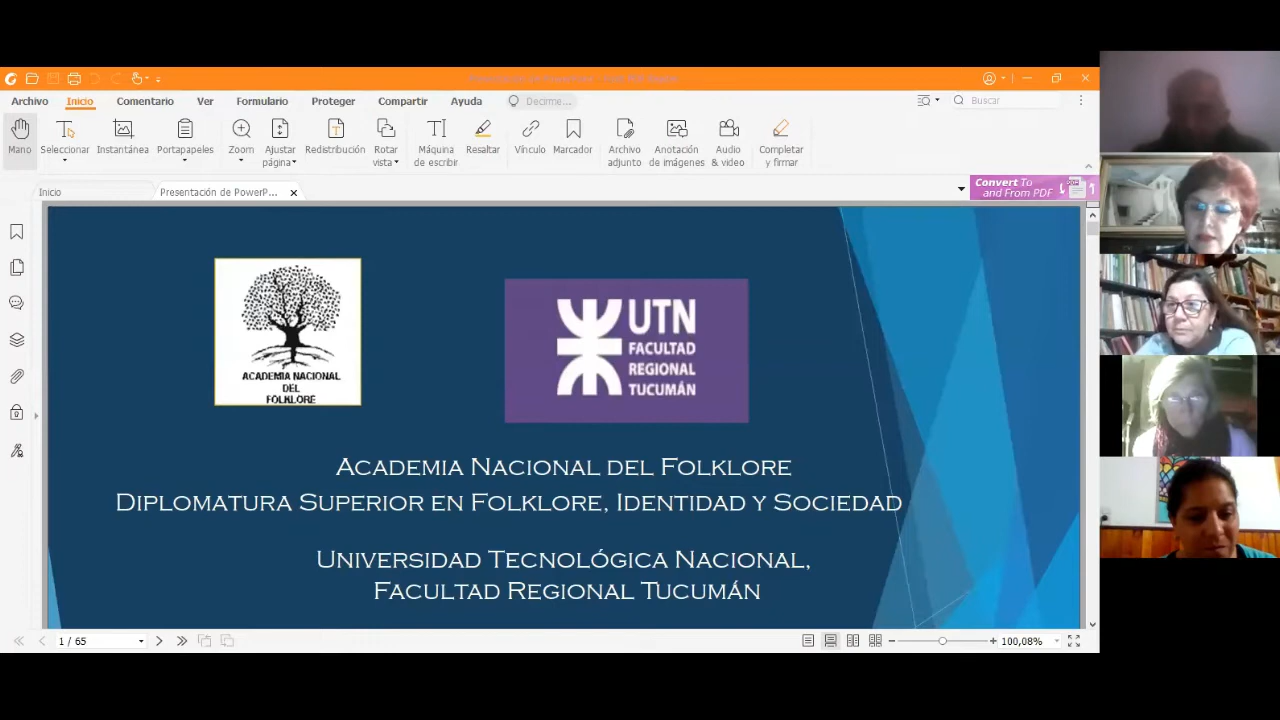 Archivo Inicio Comentario Ver Formulario Proteger Compartir Ayuda Decirme... Buscar
Mano Seleccionar Instantánea Portapapeles Zoom Ajustar página Redistribución Rotar vista Máquina de escribir Resaltar Vínculo Marcador Archivo adjunto Anotación de imágenes Audio & video Completar y firmar
Inicio Presentación de PowerP...
Convert To
and From PDF
ACADEMIA NACIONAL
DEL
FOLKLORE
UTN
FACULTAD
REGIONAL
TUCUMÁN
Academia Nacional del Folklore
Diplomatura Superior en Folklore, Identidad y Sociedad
Universidad Tecnológica Nacional,
Facultad Regional Tucumán
1 / 65 100,08%